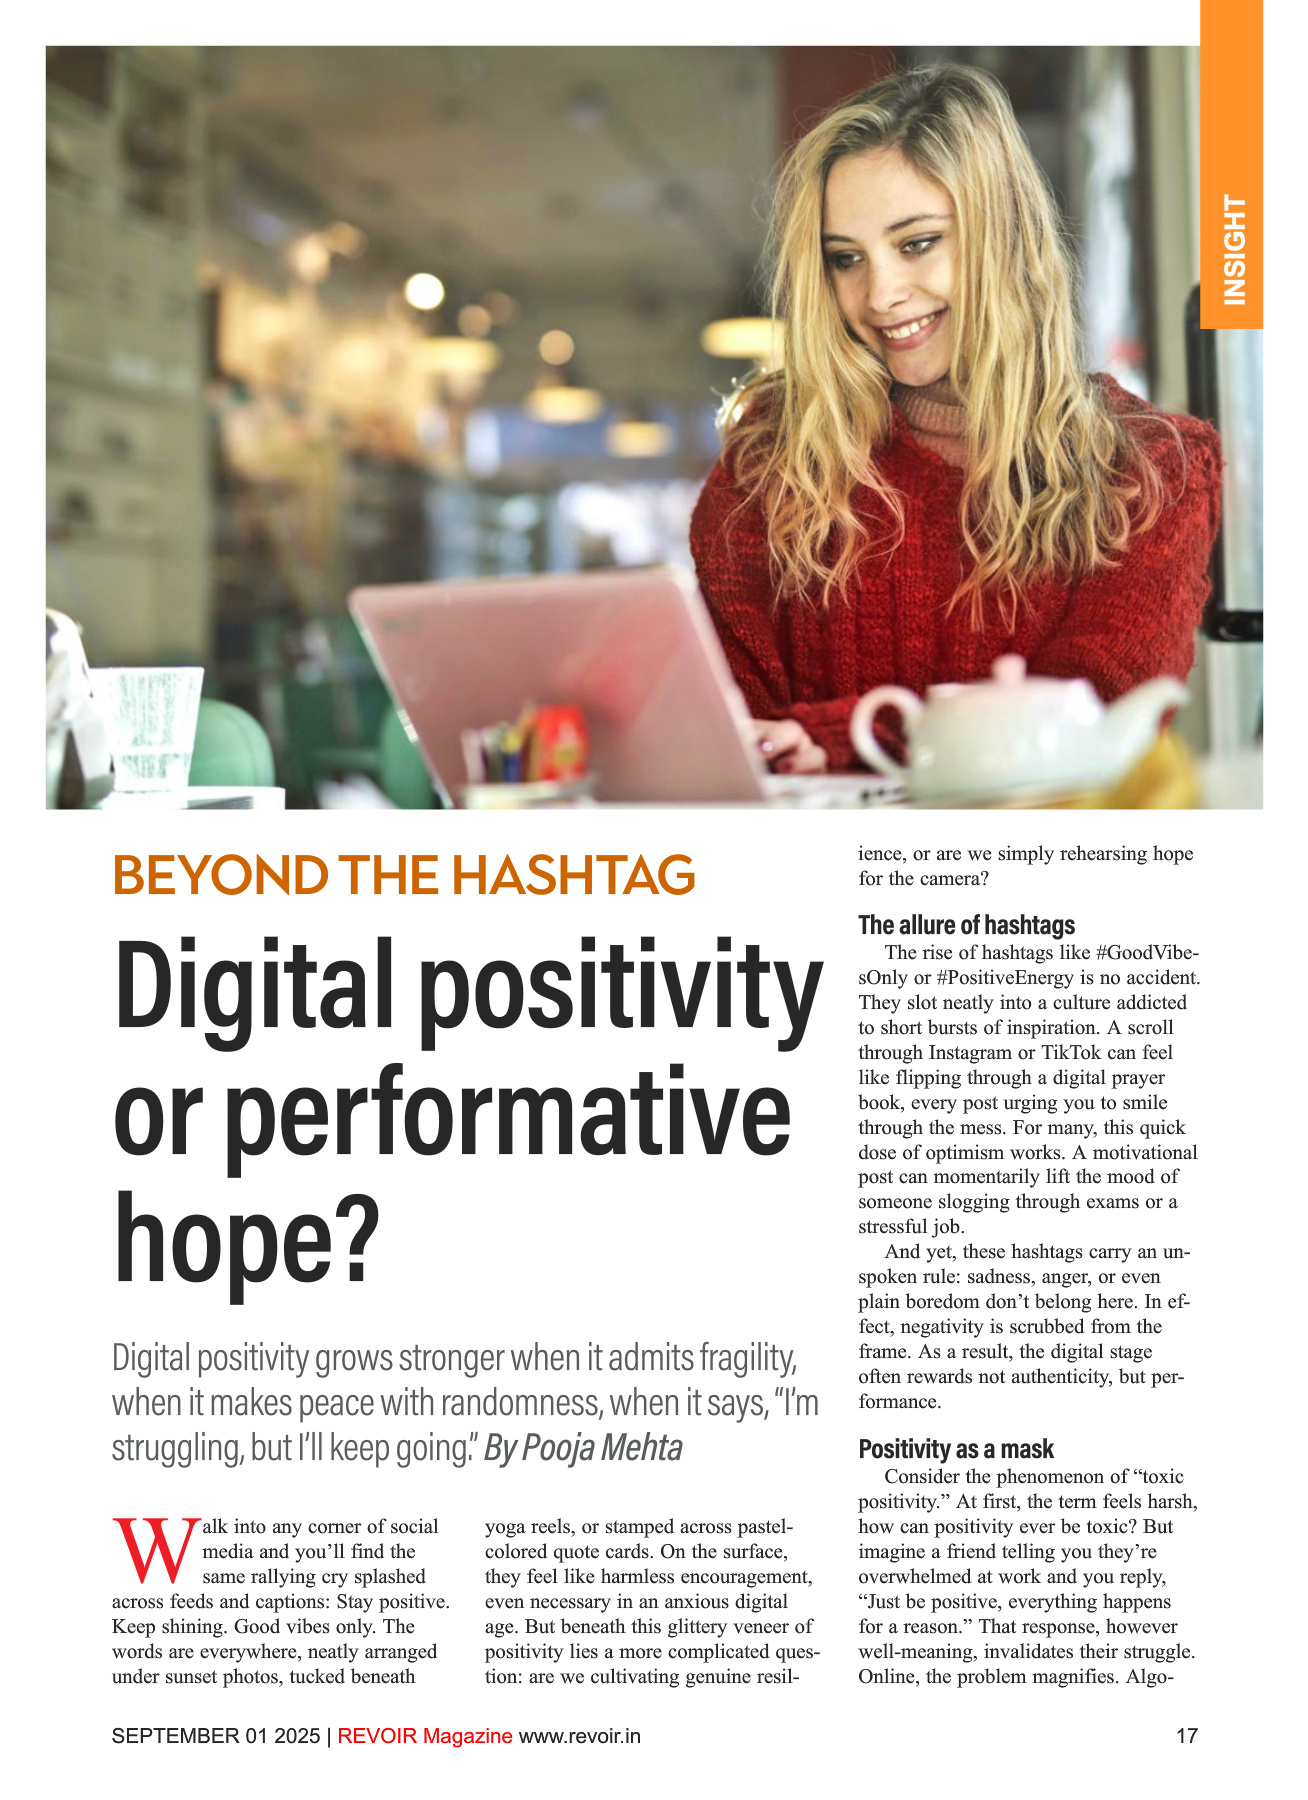 INSIGHT
BEYOND THE HASHTAG
Digital positivity
or performative
hope?
Digital positivity grows stronger when it admits fragility,
when it makes peace with randomness, when it says, “I’m
struggling, but I’ll keep going.” By Pooja Mehta
Walk into any corner of social
media and you’ll find the
same rallying cry splashed
across feeds and captions: Stay positive.
Keep shining. Good vibes only. The
words are everywhere, neatly arranged
under sunset photos, tucked beneath
yoga reels, or stamped across pastel-
colored quote cards. On the surface,
they feel like harmless encouragement,
even necessary in an anxious digital
age. But beneath this glittery veneer of
positivity lies a more complicated ques-
tion: are we cultivating genuine resil-
ience, or are we simply rehearsing hope
for the camera?
The allure of hashtags
The rise of hashtags like #GoodVibe-
sOnly or #PositiveEnergy is no accident.
They slot neatly into a culture addicted
to short bursts of inspiration. A scroll
through Instagram or TikTok can feel
like flipping through a digital prayer
book, every post urging you to smile
through the mess. For many, this quick
dose of optimism works. A motivational
post can momentarily lift the mood of
someone slogging through exams or a
stressful job.
And yet, these hashtags carry an un-
spoken rule: sadness, anger, or even
plain boredom don’t belong here. In ef-
fect, negativity is scrubbed from the
frame. As a result, the digital stage
often rewards not authenticity, but per-
formance.
Positivity as a mask
Consider the phenomenon of “toxic
positivity.” At first, the term feels harsh,
how can positivity ever be toxic? But
imagine a friend telling you they’re
overwhelmed at work and you reply,
“Just be positive, everything happens
for a reason.” That response, however
well-meaning, invalidates their struggle.
Online, the problem magnifies. Algo-
SEPTEMBER 01 2025 | REVOIR Magazine www.revoir.in
17